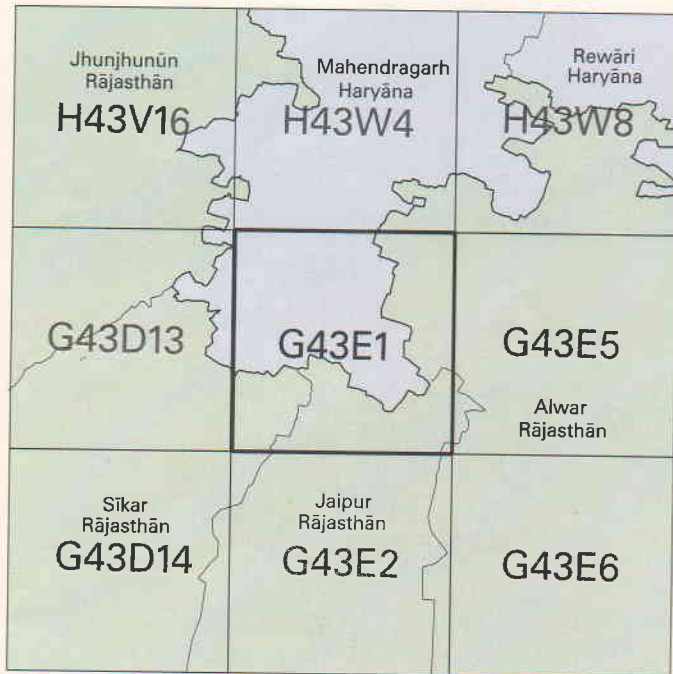 Jhunjhunūn
Rājasthān
H43V16
Mahendragarh
Haryāna
H43W4
Rewāri
Haryāna
H43W8
G43D13
G43E1
G43E5
Alwar
Rājasthān
Sīkar
Rājasthān
G43D14
Jaipur
Rājasthān
G43E2
G43E6